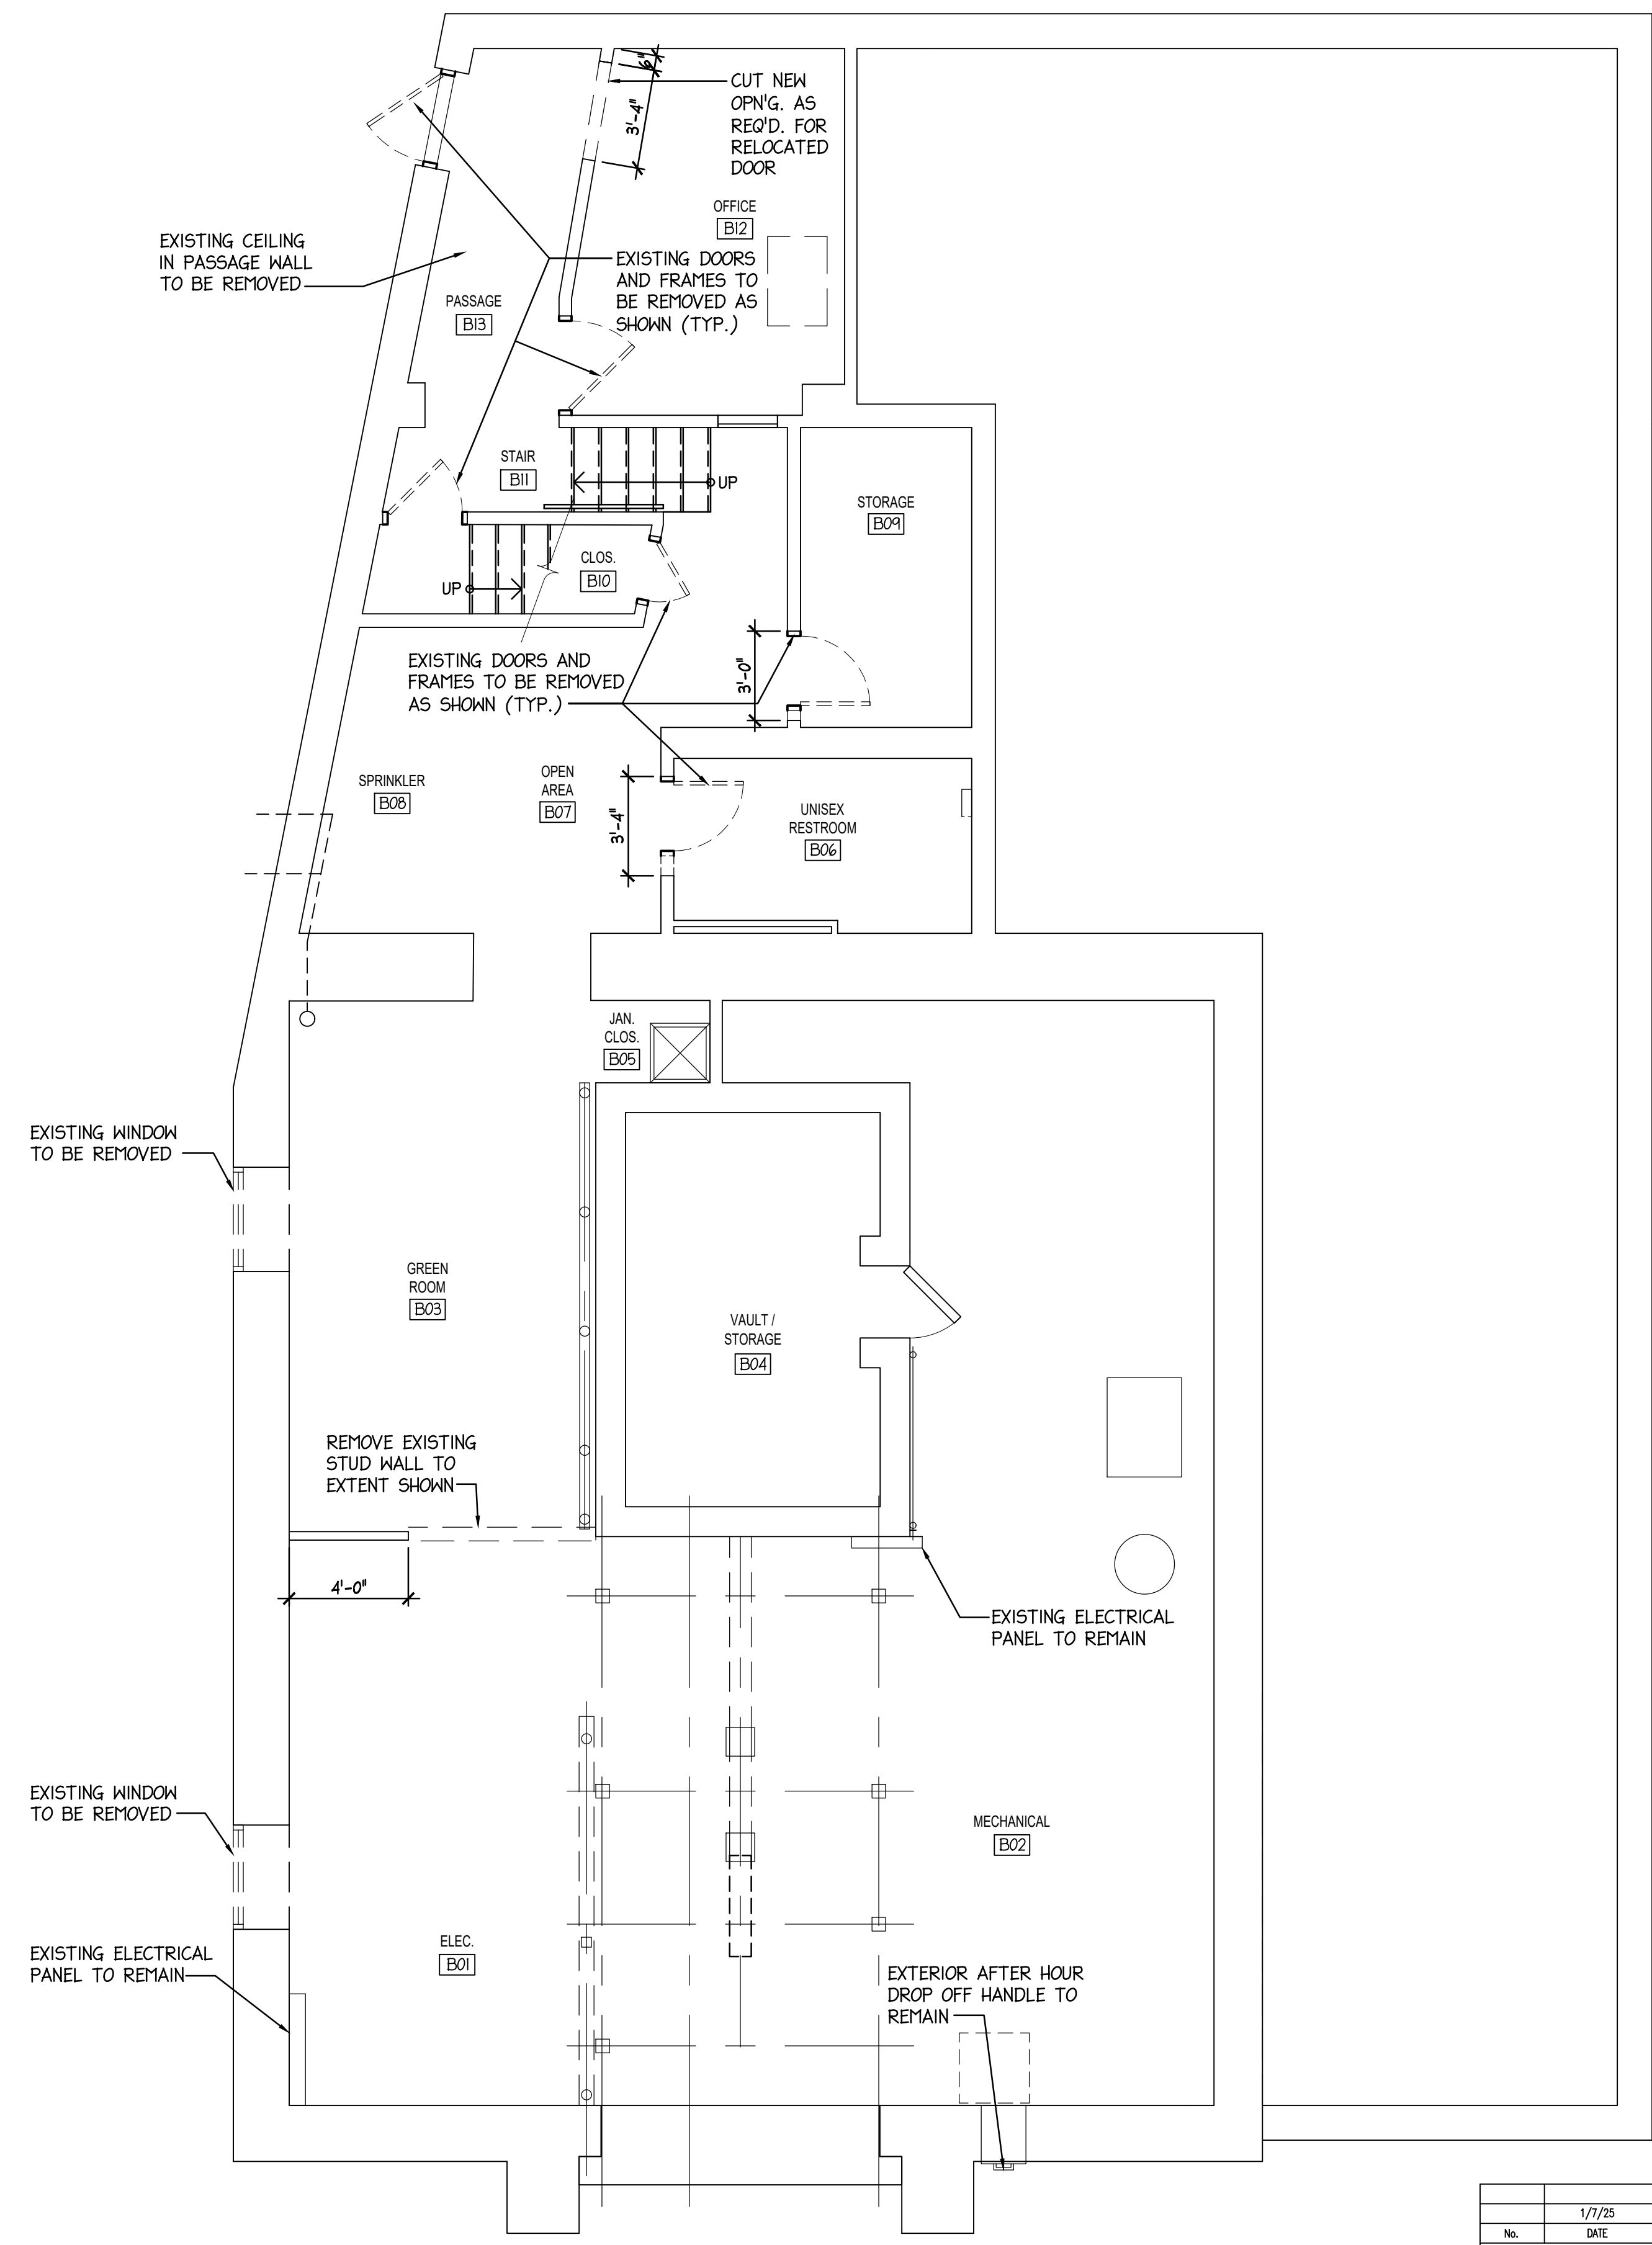 6"
3'-4"
CUT NEW
OPN'G. AS
REQ'D. FOR
RELOCATED
DOOR
OFFICE
B12
EXISTING CEILING
IN PASSAGE WALL
TO BE REMOVED
EXISTING DOORS
AND FRAMES TO
BE REMOVED AS
SHOWN (TYP.)
PASSAGE
B13
STAIR
B11
UP
STORAGE
B09
CLOS.
B10
UP
EXISTING DOORS AND
FRAMES TO BE REMOVED
AS SHOWN (TYP.)
3'-0"
SPRINKLER
B08
OPEN
AREA
B07
3'-4"
UNISEX
RESTROOM
B06
JAN.
CLOS.
B05
EXISTING WINDOW
TO BE REMOVED
GREEN
ROOM
B03
VAULT /
STORAGE
B04
REMOVE EXISTING
STUD WALL TO
EXTENT SHOWN
4'-0"
EXISTING ELECTRICAL
PANEL TO REMAIN
EXISTING WINDOW
TO BE REMOVED
MECHANICAL
B02
ELEC.
B01
EXISTING ELECTRICAL
PANEL TO REMAIN
EXTERIOR AFTER HOUR
DROP OFF HANDLE TO
REMAIN
1/7/25
No. DATE